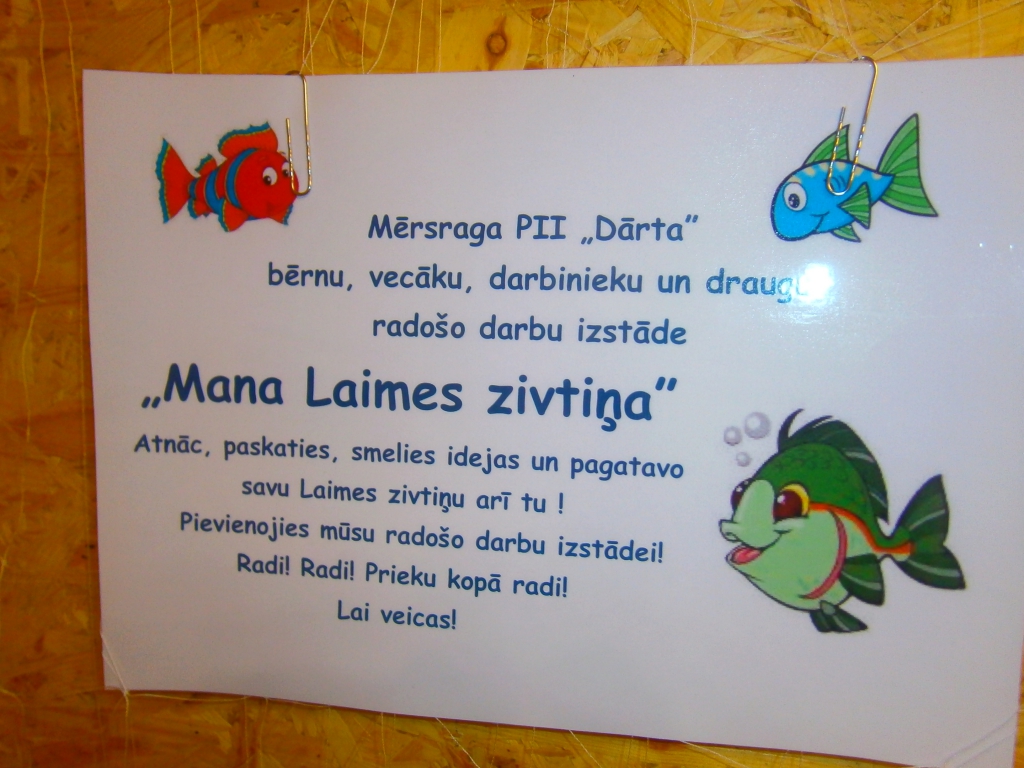 Mērsraga PII „Dārta”
bērnu, vecāku, darbinieku un draugu
radošo darbu izstāde
„Mana Laimes zivtiņa”
Atnāc, paskaties, smelies idejas un pagatavo
savu Laimes zivtiņu arī tu !
Pievienojies mūsu radošo darbu izstādei!
Radi! Radi! Prieku kopā radi!
Lai veicas!